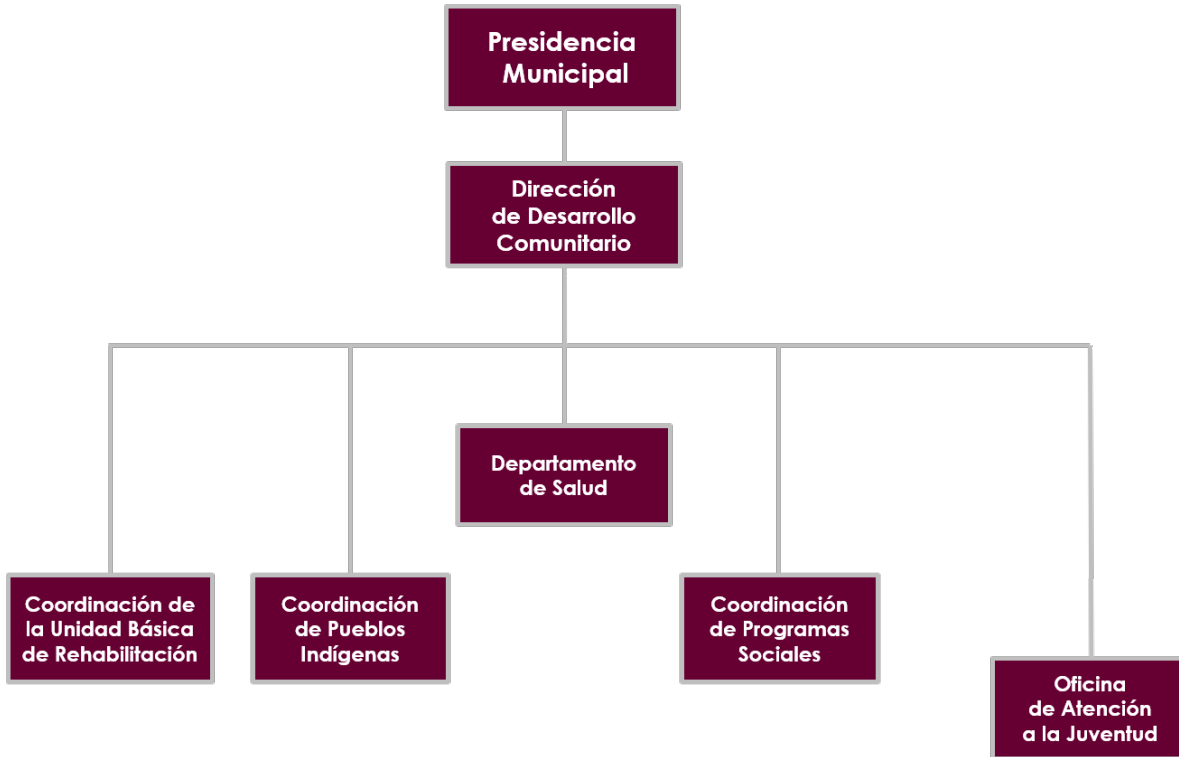 Presidencia
Municipal
Dirección
de Desarrollo
Comunitario
Departamento
de Salud
Coordinación de
la Unidad Básica
de Rehabilitación
Coordinación
de Pueblos
Indígenas
Coordinación
de Programas
Sociales
Oficina
de Atención
a la Juventud